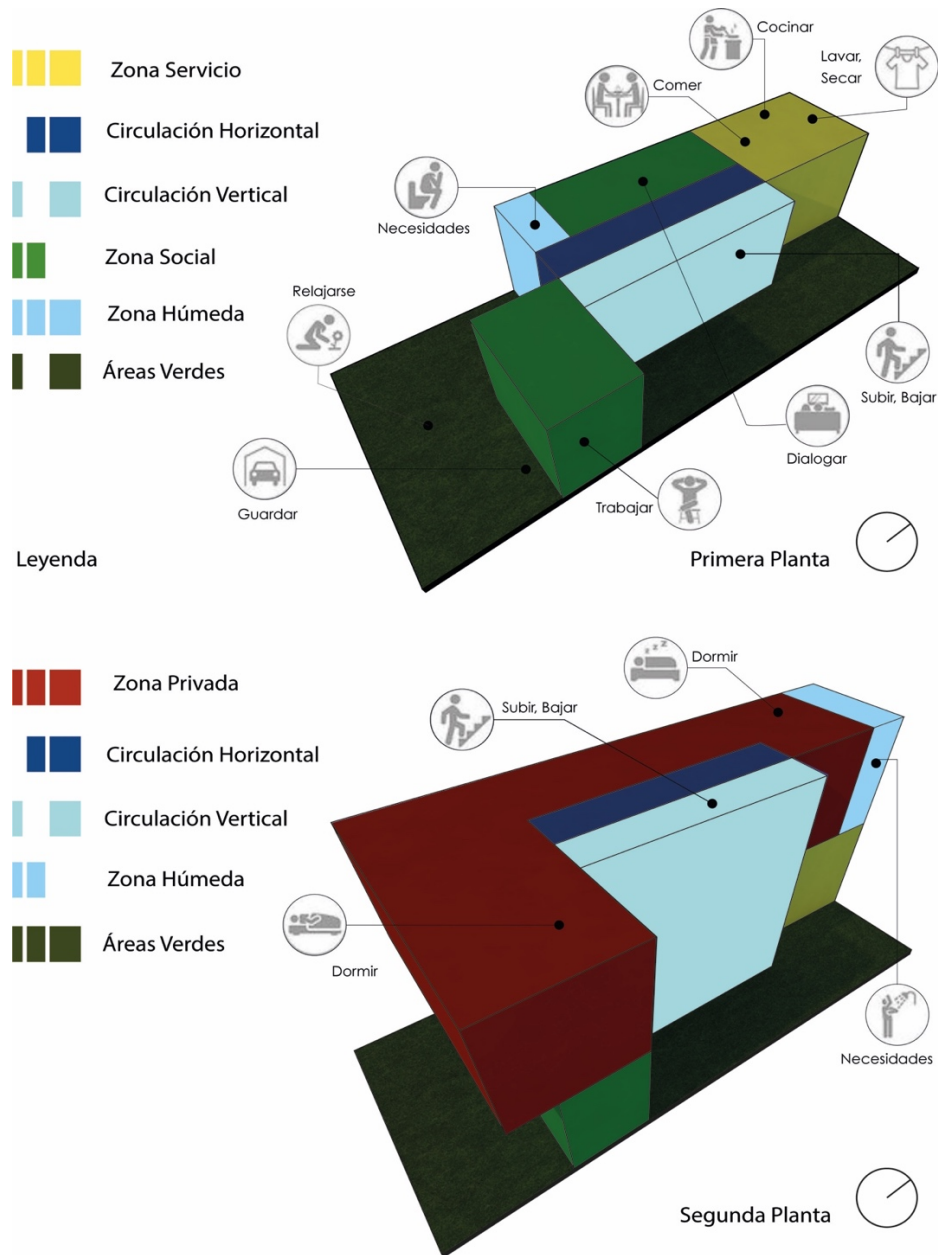 Zona Servicio
Circulación Horizontal
Circulación Vertical
Zona Social
Zona Húmeda
Áreas Verdes
Cocinar
Lavar,
Secar
Comer
Necesidades
Relajarse
Subir, Bajar
Dialogar
Trabajar
Guardar
Leyenda
Primera Planta
Zona Privada
Circulación Horizontal
Circulación Vertical
Zona Húmeda
Áreas Verdes
Dormir
Subir, Bajar
Dormir
Necesidades
Segunda Planta